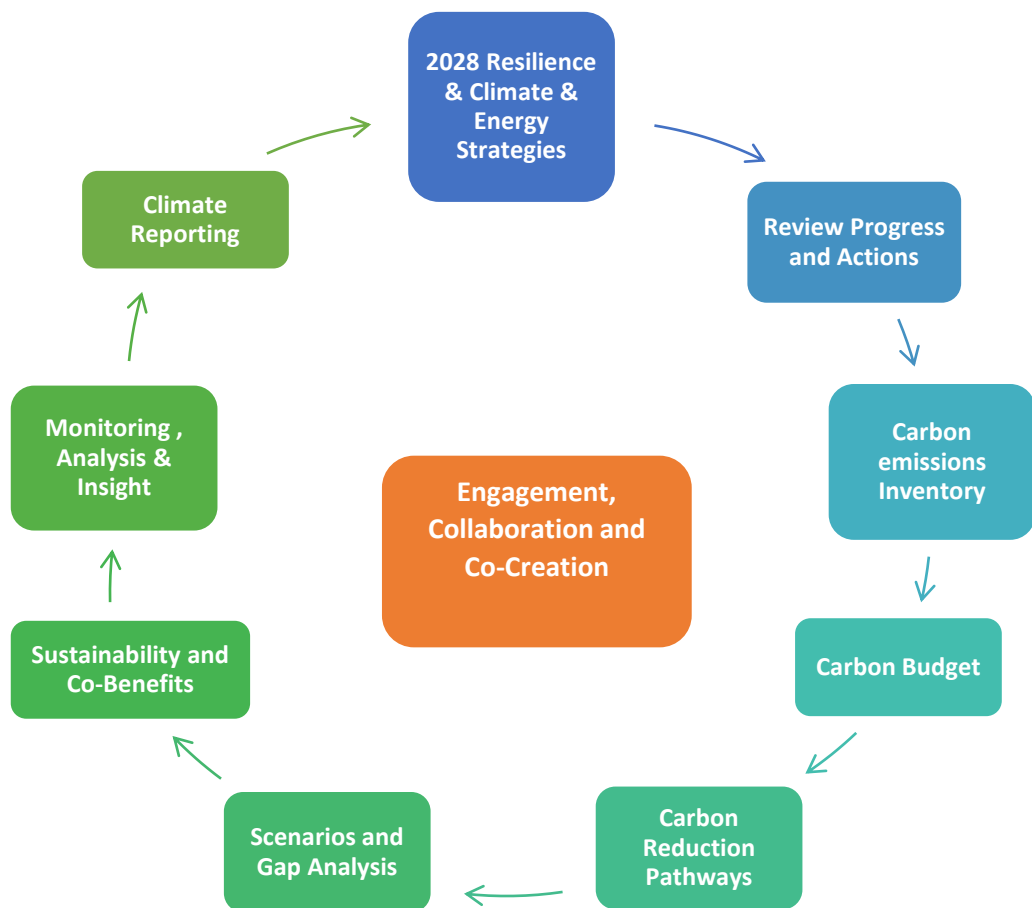 2028 Resilience
& Climate &
Energy
Strategies
Review Progress
and Actions
Carbon
emissions
Inventory
Carbon Budget
Carbon
Reduction
Pathways
Scenarios and
Gap Analysis
Sustainability and
Co-Benefits
Monitoring ,
Analysis &
Insight
Climate
Reporting
Engagement,
Collaboration and
Co-Creation